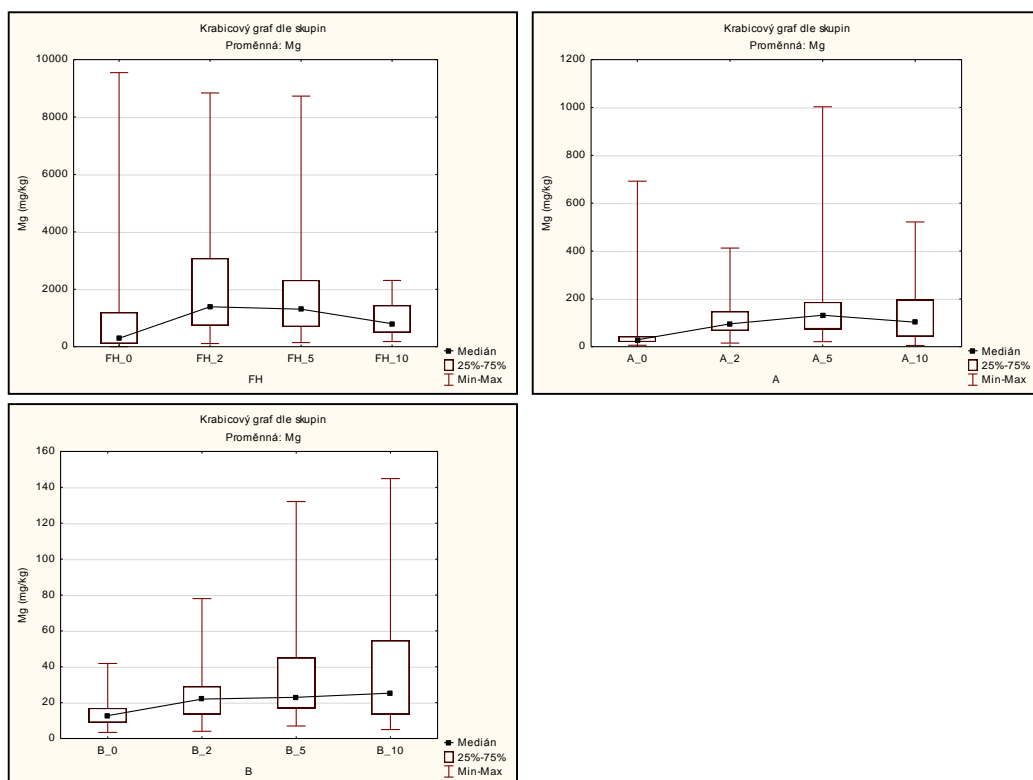 Krabicový graf dle skupin
Proměnná: Mg
10000
8000
6000
4000
2000
0
Mg (mg/kg)
FH_0 FH_2 FH_5 FH_10
FH
Medián
25%-75%
Min-Max
Krabicový graf dle skupin
Proměnná: Mg
1200
1000
800
600
400
200
0
Mg (mg/kg)
A_0 A_2 A_5 A_10
A
Medián
25%-75%
Min-Max
Krabicový graf dle skupin
Proměnná: Mg
160
140
120
100
80
60
40
20
0
Mg (mg/kg)
B_0 B_2 B_5 B_10
B
Medián
25%-75%
Min-Max